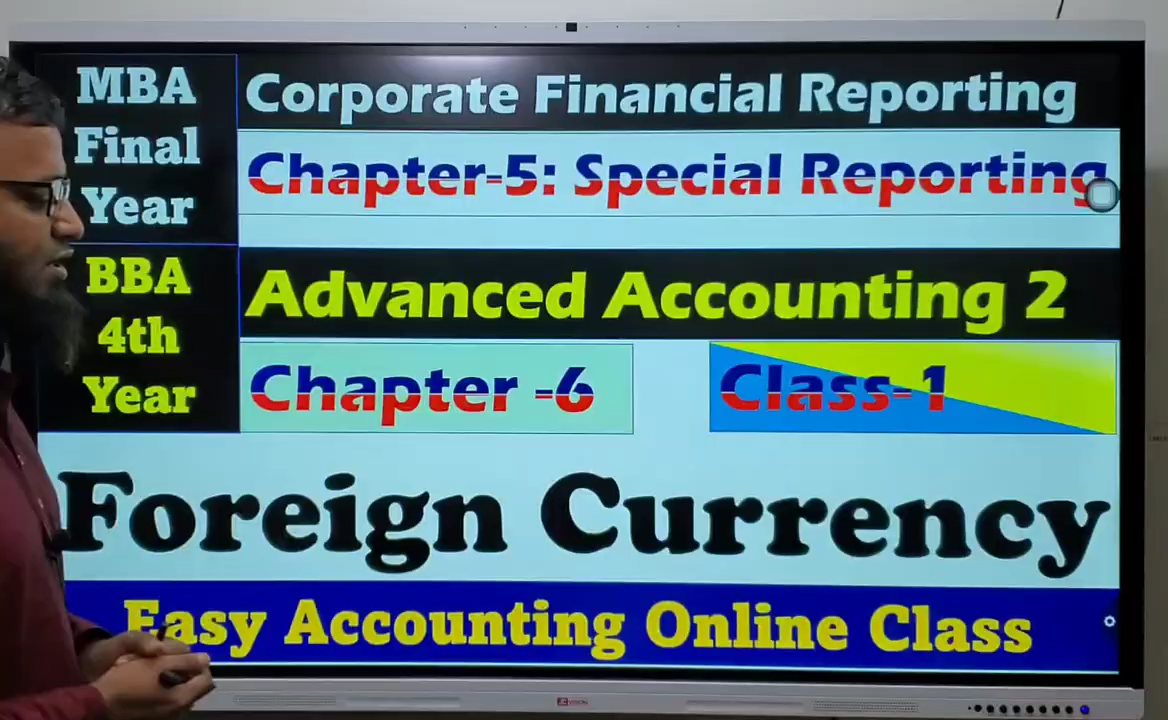 MBA
Final
Year
Corporate Financial Reporting
Chapter-5: Special Reporting
BBA
4th
Year
Advanced Accounting 2
Chapter -6
Class-1
Foreign Currency
Easy Accounting Online Class